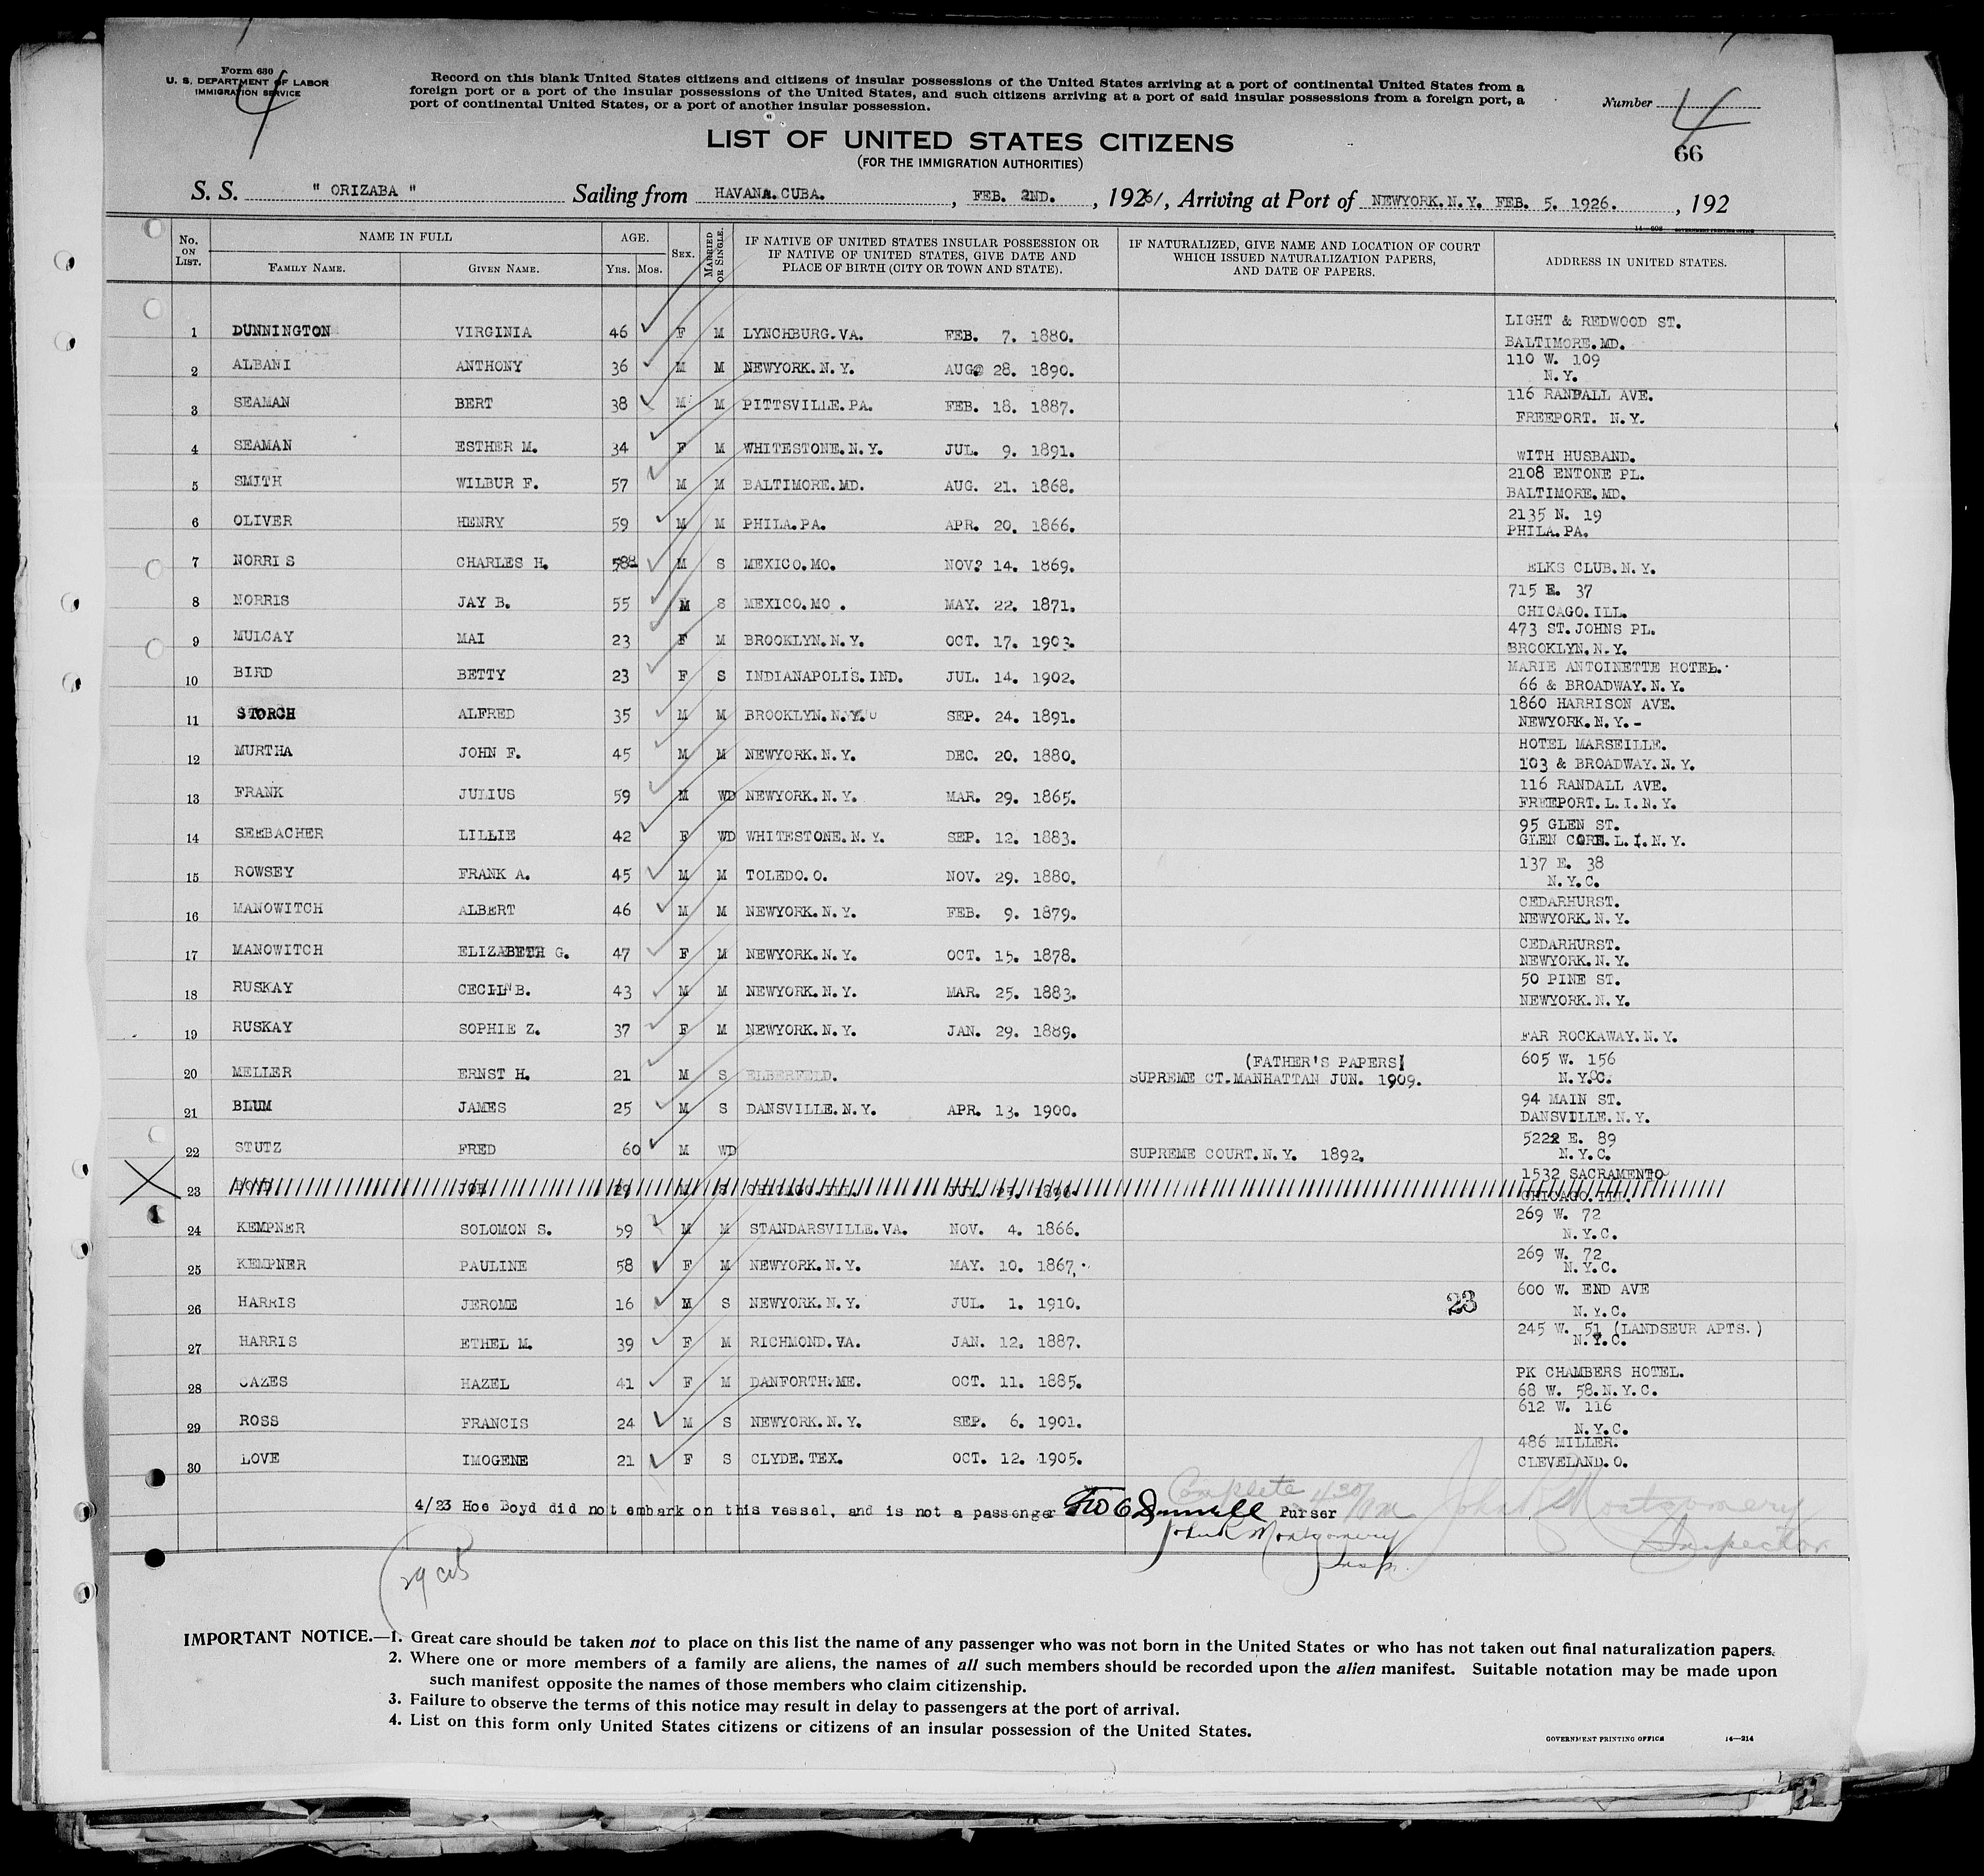 Form 630
U. S. DEPARTMENT OF LABOR
IMMIGRATION SERVICE
4
Record on this blank United States citizens and citizens of insular possessions of the United States arriving at a port of continental United States from a
foreign port or a port of the insular possessions of the United States, and such citizens arriving at a port of said insular possessions from a foreign port, a
port of continental United States, or a port of another insular possession.
Number 4
66
LIST OF UNITED STATES CITIZENS
(FOR THE IMMIGRATION AUTHORITIES)
S. S. " ORIZABA " Sailing from HAVANA.CUBA. , FEB. 2ND. , 1926, Arriving at Port of NEWYORK.N.Y. FEB. 5. 1926. , 192
No. ON LIST. NAME IN FULL AGE. SEX. MARRIED OR SINGLE. IF NATIVE OF UNITED STATES INSULAR POSSESSION OR IF NATIVE OF UNITED STATES, GIVE DATE AND PLACE OF BIRTH (CITY OR TOWN AND STATE). IF NATURALIZED, GIVE NAME AND LOCATION OF COURT WHICH ISSUED NATURALIZATION PAPERS, AND DATE OF PAPERS. ADDRESS IN UNITED STATES.
FAMILY NAME. GIVEN NAME. YRS. MOS.
1 DUNNINGTON VIRGINIA 46 F M LYNCHBURG.VA. FEB. 7. 1880. LIGHT & REDWOOD ST. BALTIMORE.MD.
2 ALBANI ANTHONY 36 M M NEWYORK.N.Y. AUG 28. 1890. 110 W. 109 N.Y.
3 SEAMAN BERT 38 M M PITTSVILLE.PA. FEB. 18. 1887. 116 RANDALL AVE. FREEPORT. N.Y.
4 SEAMAN ESTHER M. 34 F M WHITESTONE.N.Y. JUL. 9. 1891. WITH HUSBAND.
5 SMITH WILBUR F. 57 M M BALTIMORE.MD. AUG. 21. 1868. 2108 ENTONE PL. BALTIMORE.MD.
6 OLIVER HENRY 59 M M PHILA.PA. APR. 20. 1866. 2135 N. 19 PHILA.PA.
7 NORRIS CHARLES H. 58 M S MEXICO.MO. NOV? 14. 1869. ELKS CLUB.N.Y.
8 NORRIS JAY B. 55 M S MEXICO.MO . MAY. 22. 1871. 715 E. 37 CHICAGO.ILL.
9 MULCAY MAI 23 F M BROOKLYN.N.Y. OCT. 17. 1903. 473 ST.JOHNS PL. BROOKLYN.N.Y.
10 BIRD BETTY 23 F S INDIANAPOLIS.IND. JUL. 14. 1902. MARIE ANTOINETTE HOTEL. 66 & BROADWAY.N.Y.
11 STORCH ALFRED 35 M M BROOKLYN.N.Y. SEP. 24. 1891. 1860 HARRISON AVE. NEWYORK.N.Y.-
12 MURTHA JOHN F. 45 M M NEWYORK.N.Y. DEC. 20. 1880. HOTEL MARSEILLE. 103 & BROADWAY.N.Y.
13 FRANK JULIUS 59 M WD NEWYORK.N.Y. MAR. 29. 1865. 116 RANDALL AVE. FREEPORT.L.I.N.Y.
14 SEEBACHER LILLIE 42 F WD WHITESTONE.N.Y. SEP. 12. 1883. 95 GLEN ST. GLEN L.I.N.Y.
15 ROWSEY FRANK A. 45 M M TOLEDO.O. NOV. 29. 1880. 137 E. 38 N.Y.C.
16 MANOWITCH ALBERT 46 M M NEWYORK.N.Y. FEB. 9. 1879. CEDARHURST. NEWYORK.N.Y.
17 MANOWITCH ELIZABETH G. 47 F M NEWYORK.N.Y. OCT. 15. 1878. CEDARHURST. NEWYORK.N.Y.
18 RUSKAY CECIL B. 43 M M NEWYORK.N.Y. MAR. 25. 1883. 50 PINE ST. NEWYORK.N.Y.
19 RUSKAY SOPHIE Z. 37 F M NEWYORK.N.Y. JAN. 29. 1889. FAR ROCKAWAY.N.Y.
20 MELLER ERNST H. 21 M S ELBERFELD. (FATHER'S PAPERS) SUPREME CT.MANHATTAN JUN. 1909. 605 W. 156 N.Y.C.
21 BLUM JAMES 25 M S DANSVILLE.N.Y. APR. 13. 1900. 94 MAIN ST. DANSVILLE.N.Y.
22 STUTZ FRED 60 M WD SUPREME COURT.N.Y. 1892. 5222 E. 89 N.Y.C.
23 BOYD JOE 29 M S CHICAGO.ILL. 1532 SACRAMENTO CHICAGO.ILL.
24 KEMPNER SOLOMON S. 59 M M STANDARSVILLE.VA. NOV. 4. 1866. 269 W. 72 N.Y.C.
25 KEMPNER PAULINE 58 F M NEWYORK.N.Y. MAY. 10. 1867. 269 W. 72 N.Y.C.
26 HARRIS JEROME 16 M S NEWYORK.N.Y. JUL. 1. 1910. 23 600 W. END AVE N.Y.C.
27 HARRIS ETHEL M. 39 F M RICHMOND.VA. JAN. 12. 1887. 245 W. 51 (LANDSEUR APTS.) N.Y.C.
28 CAZES HAZEL 41 F M DANFORTH.ME. OCT. 11. 1885. PK CHAMBERS HOTEL. 68 W. 58.N.Y.C.
29 ROSS FRANCIS 24 M S NEWYORK.N.Y. SEP. 6. 1901. 612 W. 116 N.Y.C.
30 LOVE IMOGENE 21 F S CLYDE.TEX. OCT. 12. 1905. 486 MILLER. CLEVELAND.O.
Complete 4 30 John R Montgomery
Inspector
4/23 Hoe Boyd did not embark on this vessel, and is not a passenger Purser
John R Montgomery
Insp.
29
IMPORTANT NOTICE.—1. Great care should be taken not to place on this list the name of any passenger who was not born in the United States or who has not taken out final naturalization papers.
2. Where one or more members of a family are aliens, the names of all such members should be recorded upon the alien manifest. Suitable notation may be made upon
such manifest opposite the names of those members who claim citizenship.
3. Failure to observe the terms of this notice may result in delay to passengers at the port of arrival.
4. List on this form only United States citizens or citizens of an insular possession of the United States.
GOVERNMENT PRINTING OFFICE 14—214